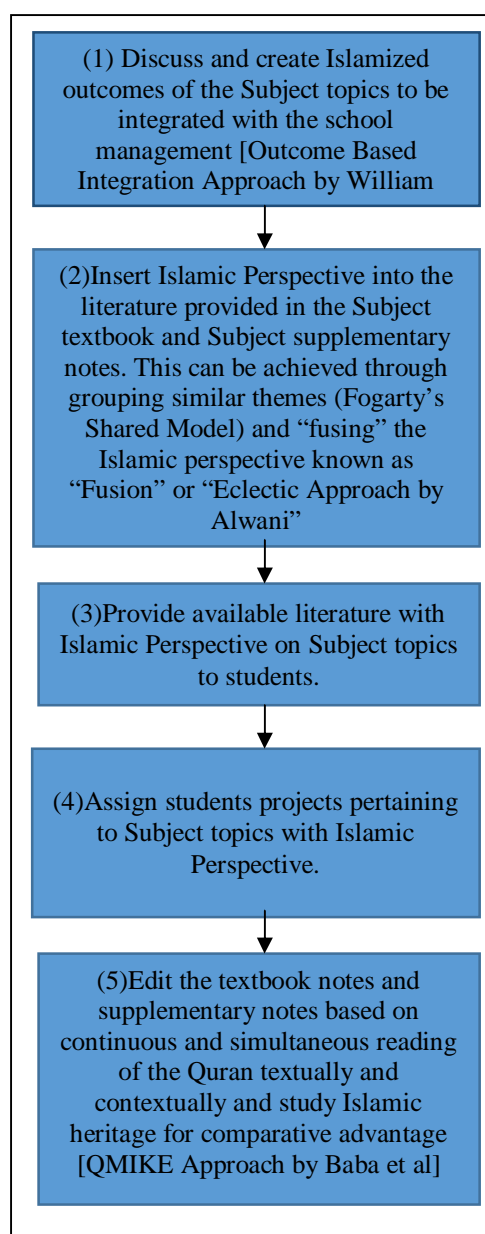 (1) Discuss and create Islamized
outcomes of the Subject topics to be
integrated with the school
management [Outcome Based
Integration Approach by William
(2)Insert Islamic Perspective into the
literature provided in the Subject
textbook and Subject supplementary
notes. This can be achieved through
grouping similar themes (Fogarty’s
Shared Model) and “fusing” the
Islamic perspective known as
“Fusion” or “Eclectic Approach by
Alwani”
(3)Provide available literature with
Islamic Perspective on Subject topics
to students.
(4)Assign students projects pertaining
to Subject topics with Islamic
Perspective.
(5)Edit the textbook notes and
supplementary notes based on
continuous and simultaneous reading
of the Quran textually and
contextually and study Islamic
heritage for comparative advantage
[QMIKE Approach by Baba et al]